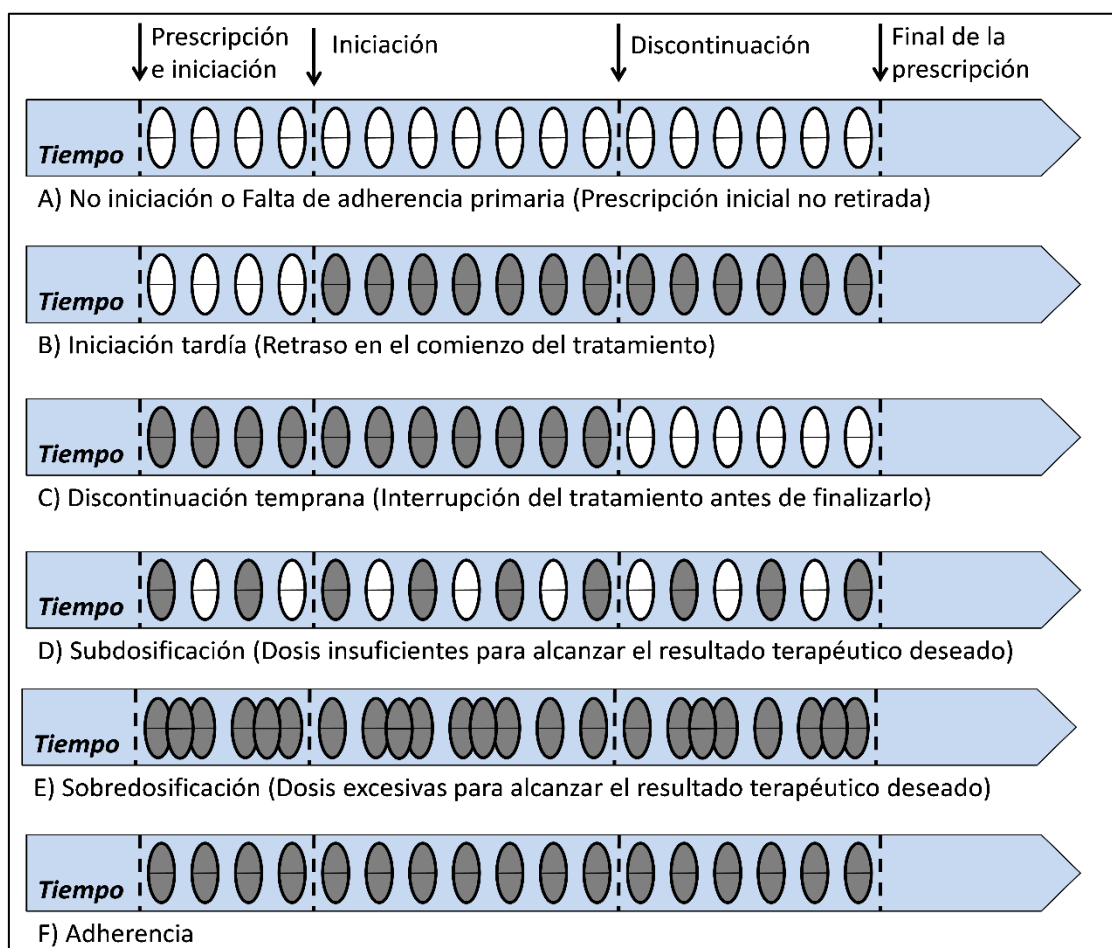 Prescripción
e iniciación
Iniciación
Discontinuación
Final de la
prescripción
Tiempo
A) No iniciación o Falta de adherencia primaria (Prescripción inicial no retirada)
Tiempo
B) Iniciación tardía (Retraso en el comienzo del tratamiento)
Tiempo
C) Discontinuación temprana (Interrupción del tratamiento antes de finalizarlo)
Tiempo
D) Subdosificación (Dosis insuficientes para alcanzar el resultado terapéutico deseado)
Tiempo
E) Sobredosificación (Dosis excesivas para alcanzar el resultado terapéutico deseado)
Tiempo
F) Adherencia